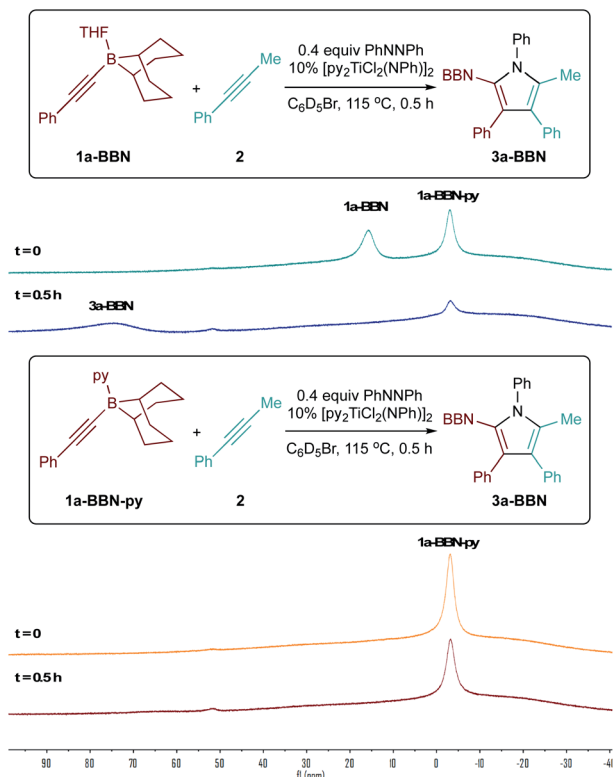 THF
B
Ph
1a-BBN
+
Me
Ph
2
0.4 equiv PhNNPh
10% [py₂TiCl₂(NPh)]₂
C₆D₅Br, 115 ºC, 0.5 h
Ph
BBN N Me
Ph Ph
3a-BBN
1a-BBN 1a-BBN-py
t = 0
t = 0.5 h
3a-BBN
py
B
Ph
1a-BBN-py
+
Me
Ph
2
0.4 equiv PhNNPh
10% [py₂TiCl₂(NPh)]₂
C₆D₅Br, 115 ºC, 0.5 h
Ph
BBN N Me
Ph Ph
3a-BBN
1a-BBN-py
t = 0
t = 0.5 h
90 80 70 60 50 40 30 20 10 0 -10 -20 -30 -40
f1 (ppm)